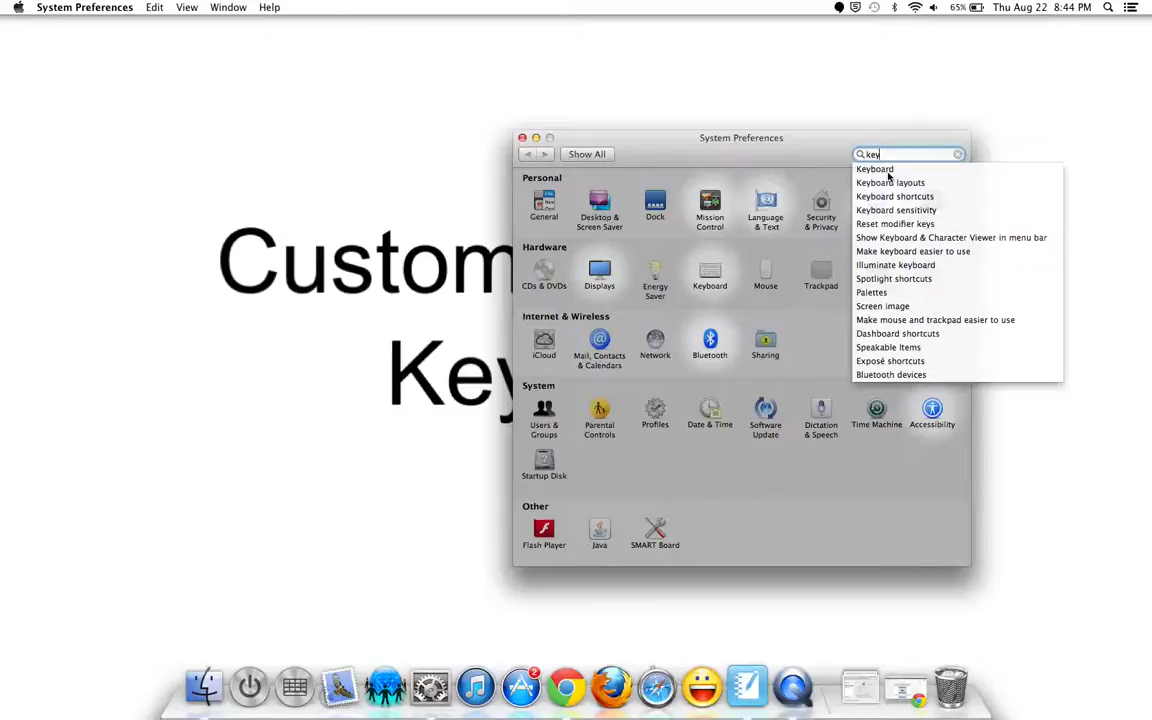 System Preferences Edit View Window Help 65% Thu Aug 22 8:44 PM
System Preferences
Show All key
Keyboard
Keyboard layouts
Keyboard shortcuts
Keyboard sensitivity
Reset modifier keys
Show Keyboard & Character Viewer in menu bar
Make keyboard easier to use
Illuminate keyboard
Spotlight shortcuts
Palettes
Screen image
Make mouse and trackpad easier to use
Dashboard shortcuts
Speakable Items
Exposé shortcuts
Bluetooth devices
Personal
General Desktop & Screen Saver Dock Mission Control Language & Text Security & Privacy
Hardware
CDs & DVDs Displays Energy Saver Keyboard Mouse Trackpad
Internet & Wireless
iCloud Mail, Contacts & Calendars Network Bluetooth Sharing
System
Users & Groups Parental Controls Profiles Date & Time Software Update Dictation & Speech Time Machine Accessibility
Startup Disk
Other
Flash Player Java SMART Board
Custom
Key
2